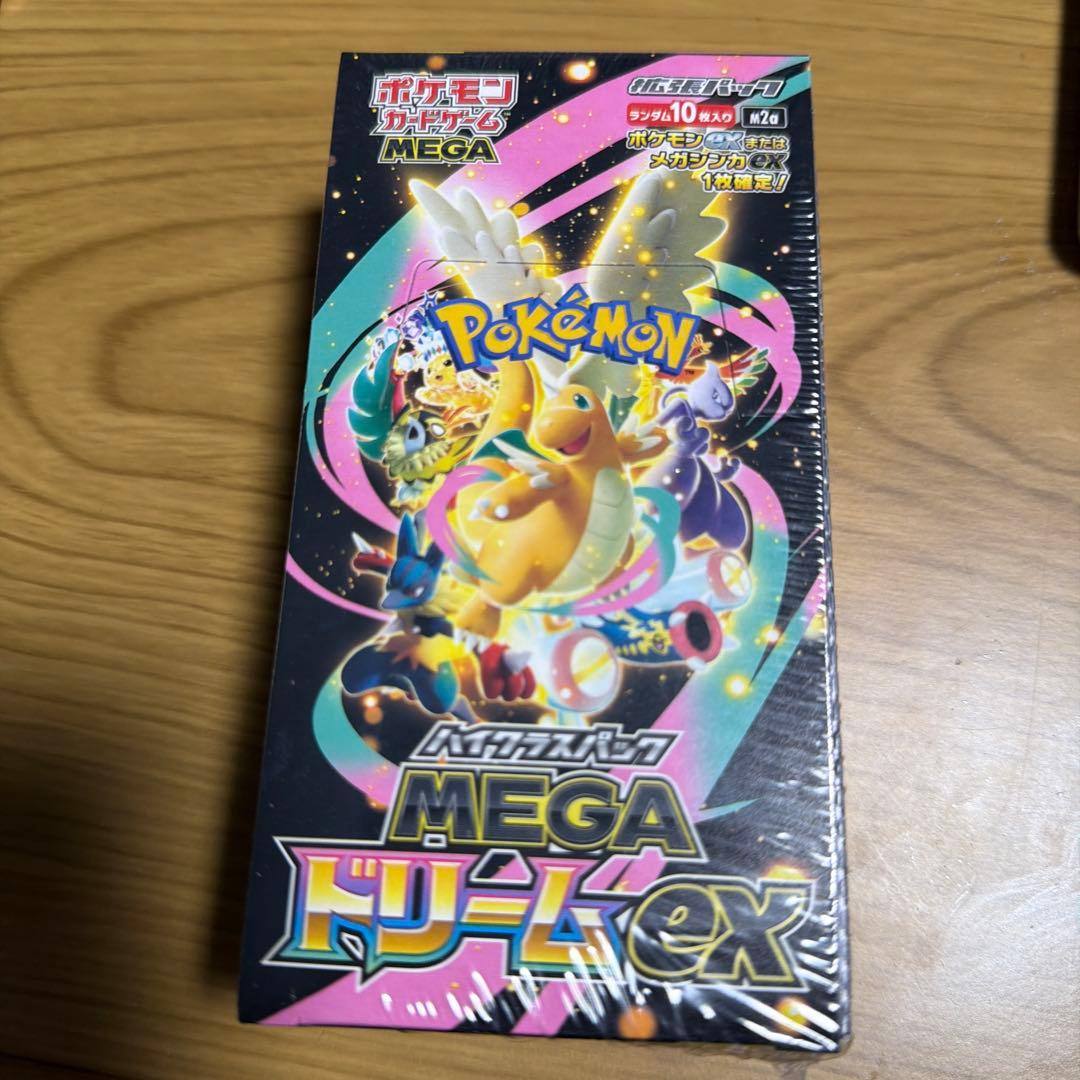 ポケモン
カードゲーム
MEGA
拡張パック
ランダム10枚入り M2a
ポケモンexまたは
メガシンカex
1枚確定!
POKéMON
ハイクラスパック
MEGA
ドリームex